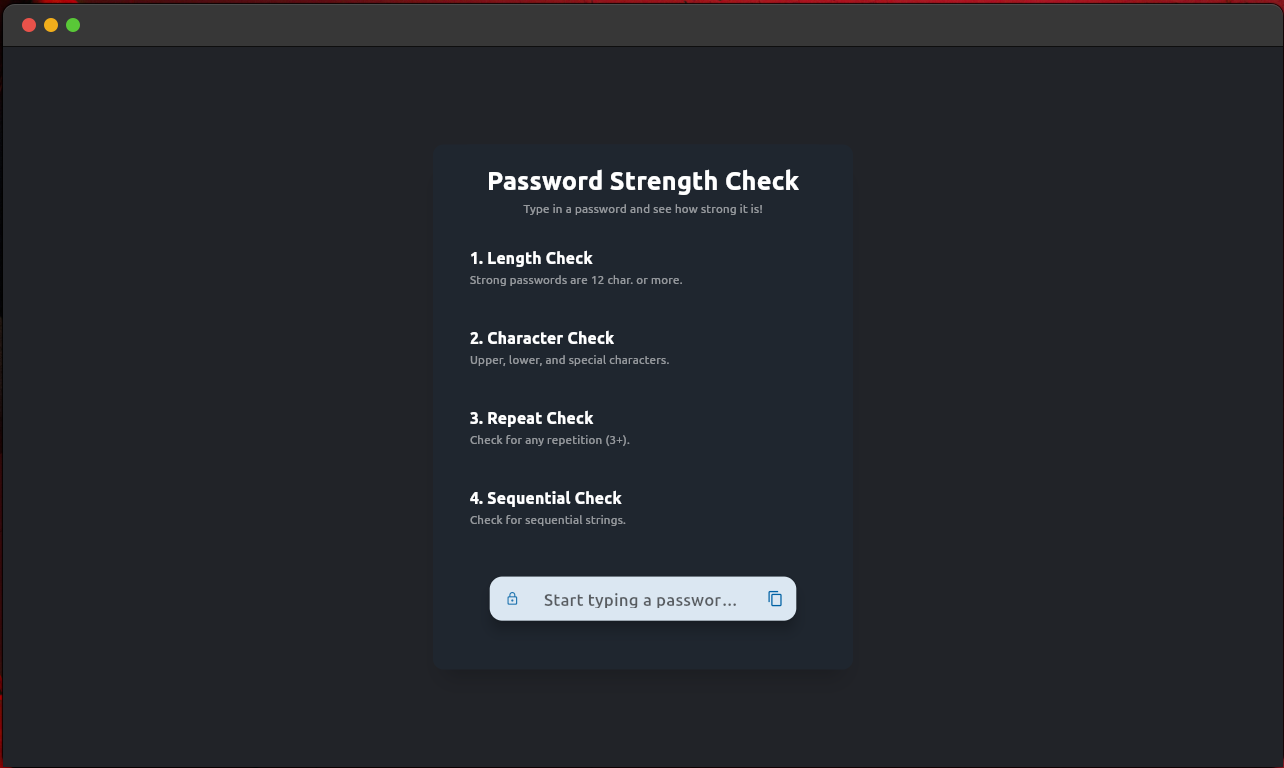 Password Strength Check
Type in a password and see how strong it is!
1. Length Check
Strong passwords are 12 char. or more.
2. Character Check
Upper, lower, and special characters.
3. Repeat Check
Check for any repetition (3+).
4. Sequential Check
Check for sequential strings.
Start typing a passwor...